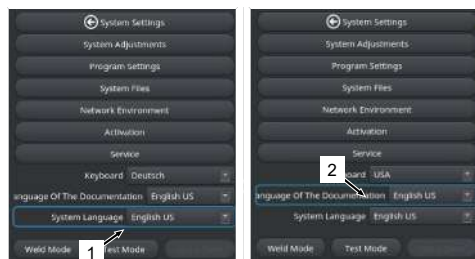 System Settings
System Adjustments
Program Settings
System Files
Network Environment
Activation
Service
Keyboard Deutsch
anguage Of The Documentation English US
System Language English US
Weld Mode Test Mode
1
System Settings
System Adjustments
Program Settings
System Files
Network Environment
Activation
Service
2
board USA
anguage Of The Documentation English US
System Language English US
Weld Mode Test Mode